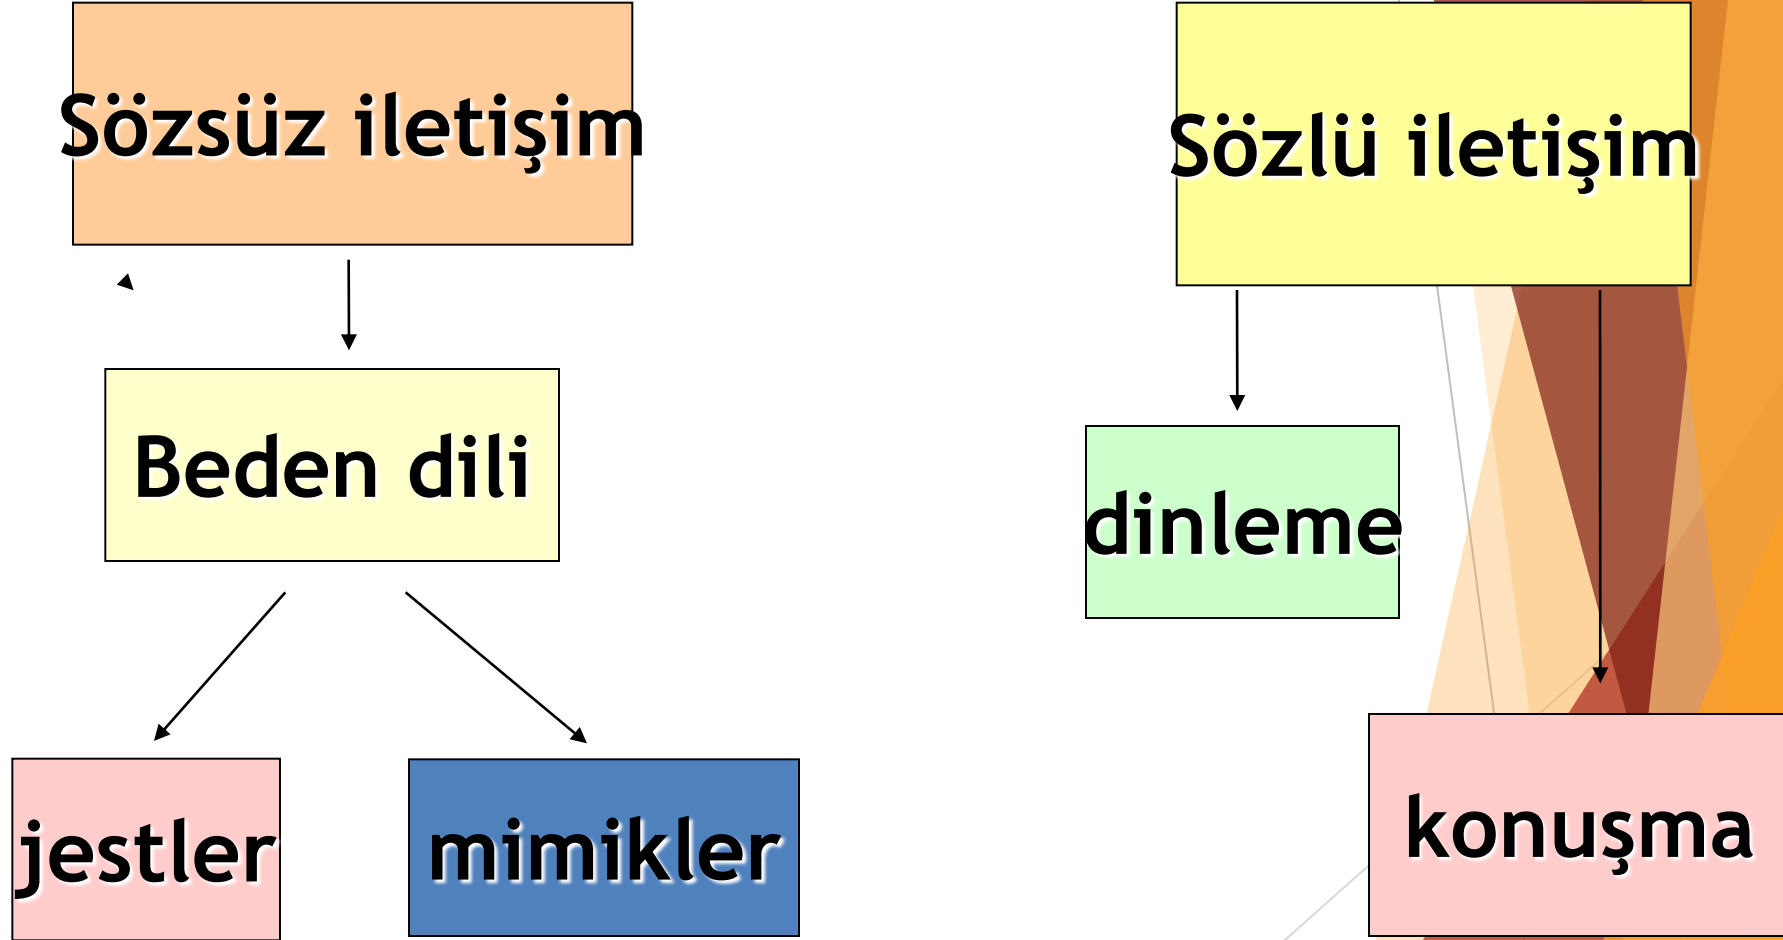 Sözsüz iletişim
Sözlü iletişim
Beden dili
dinleme
jestler
mimikler
konuşma